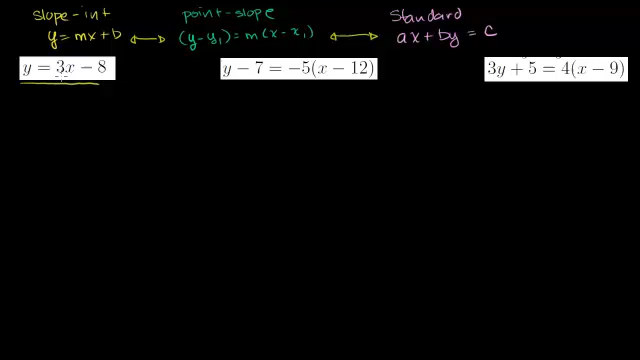 slope-int point-slope Standard
y = mx + b ⟷ (y - y₁) = m(x - x₁) ⟷ ax + by = c
y = 3x − 8 y − 7 = −5(x − 12) 3y + 5 = 4(x − 9)